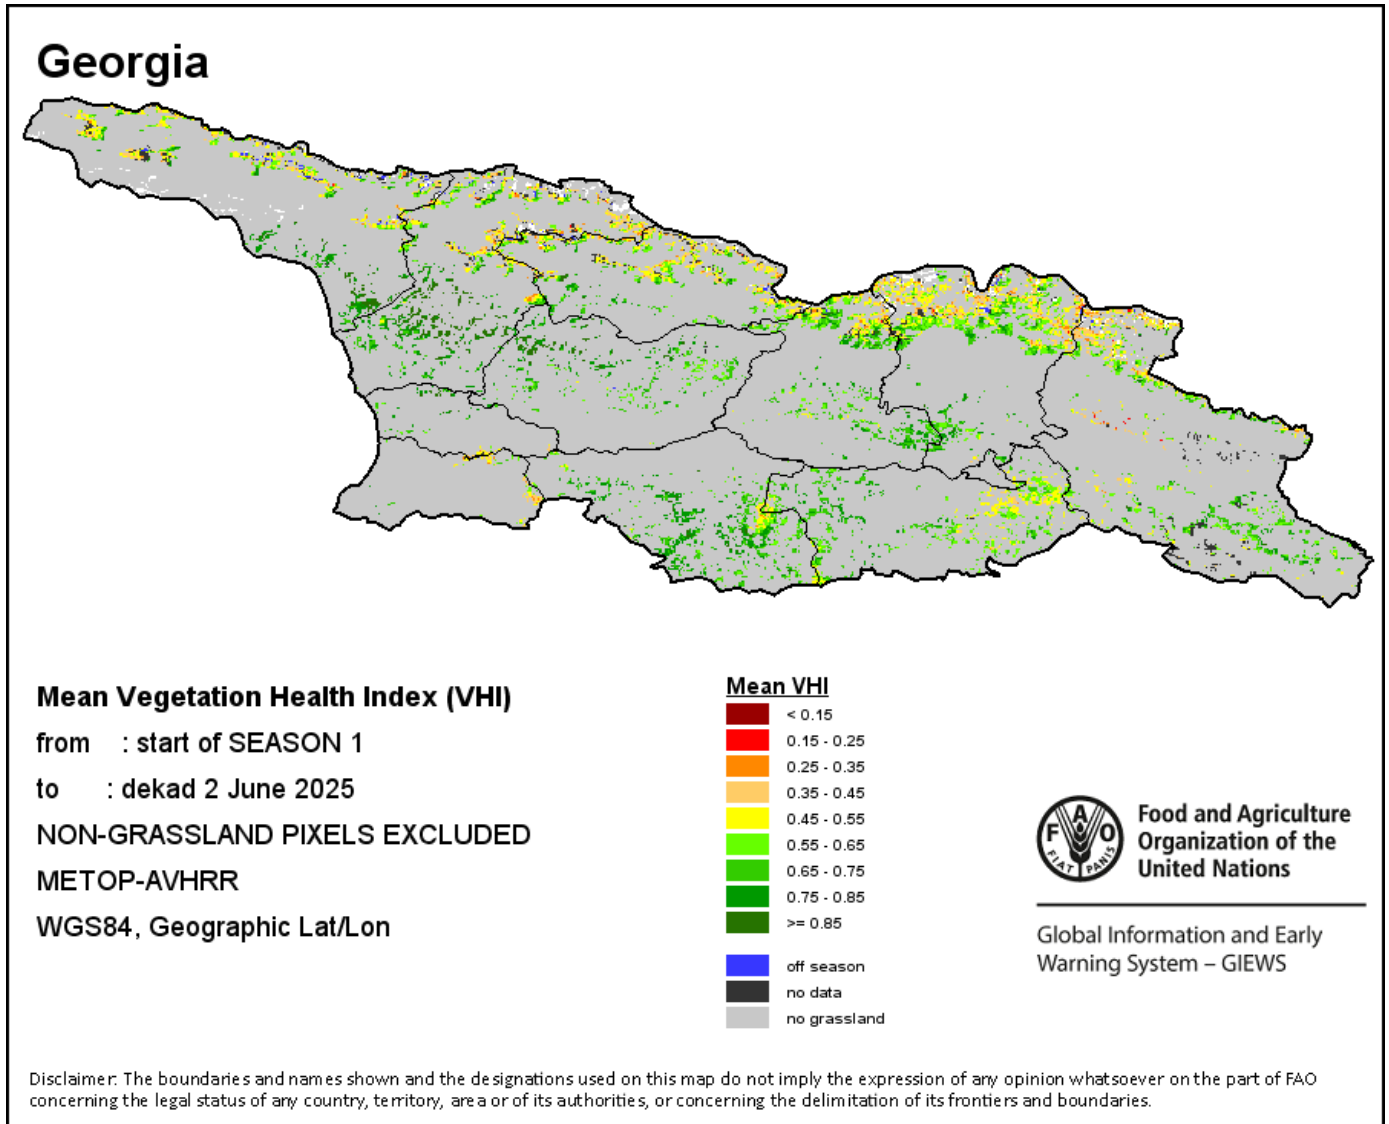 Georgia
Mean Vegetation Health Index (VHI)
from : start of SEASON 1
to : dekad 2 June 2025
NON-GRASSLAND PIXELS EXCLUDED
METOP-AVHRR
WGS84, Geographic Lat/Lon
Mean VHI
< 0.15
0.15 - 0.25
0.25 - 0.35
0.35 - 0.45
0.45 - 0.55
0.55 - 0.65
0.65 - 0.75
0.75 - 0.85
>= 0.85
off season
no data
no grassland
F A O
FIAT PANIS
Food and Agriculture
Organization of the
United Nations
Global Information and Early
Warning System – GIEWS
Disclaimer: The boundaries and names shown and the designations used on this map do not imply the expression of any opinion whatsoever on the part of FAO
concerning the legal status of any country, territory, area or of its authorities, or concerning the delimitation of its frontiers and boundaries.